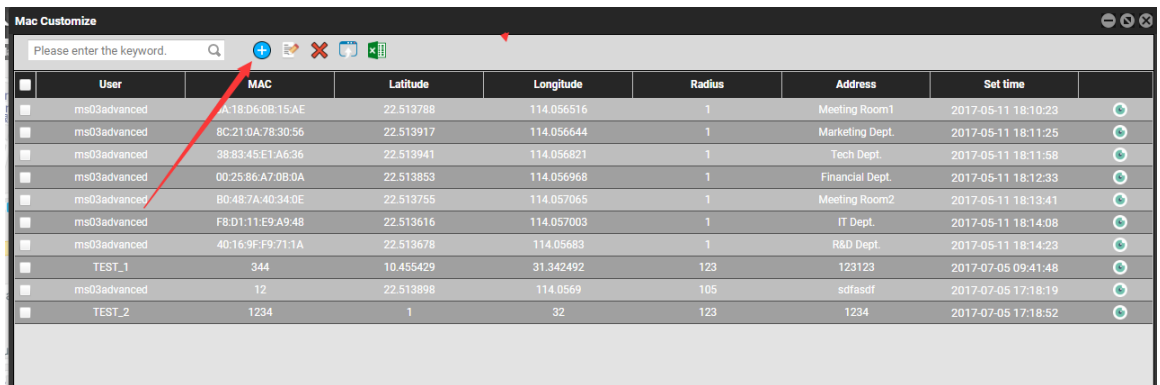 Mac Customize
Please enter the keyword.
User MAC Latitude Longitude Radius Address Set time
ms03advanced A:18:D6:0B:15:AE 22.513788 114.056516 1 Meeting Room1 2017-05-11 18:10:23
ms03advanced 8C:21:0A:78:30:56 22.513917 114.056644 1 Marketing Dept. 2017-05-11 18:11:25
ms03advanced 38:83:45:E1:A6:36 22.513941 114.056821 1 Tech Dept. 2017-05-11 18:11:58
ms03advanced 00:25:86:A7:0B:0A 22.513853 114.056968 1 Financial Dept. 2017-05-11 18:12:33
ms03advanced B0:48:7A:40:34:0E 22.513755 114.057065 1 Meeting Room2 2017-05-11 18:13:41
ms03advanced F8:D1:11:E9:A9:48 22.513616 114.057003 1 IT Dept. 2017-05-11 18:14:08
ms03advanced 40:16:9F:F9:71:1A 22.513678 114.05683 1 R&D Dept. 2017-05-11 18:14:23
TEST_1 344 10.455429 31.342492 123 123123 2017-07-05 09:41:48
ms03advanced 12 22.513898 114.0569 105 sdfasdf 2017-07-05 17:18:19
TEST_2 1234 1 32 123 1234 2017-07-05 17:18:52